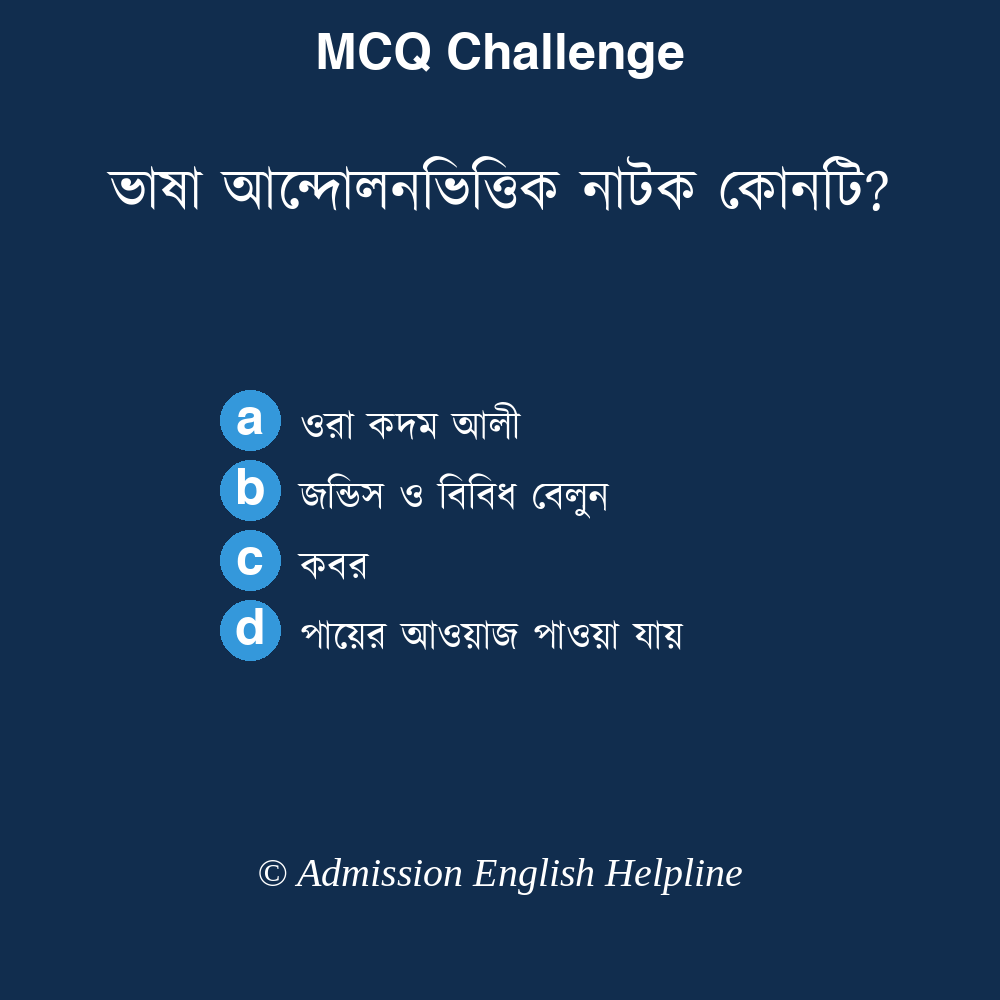 MCQ Challenge
ভাষা আন্দোলনভিত্তিক নাটক কোনটি?
a ওরা কদম আলী
b জন্ডিস ও বিবিধ বেলুন
c কবর
d পায়ের আওয়াজ পাওয়া যায়
© Admission English Helpline